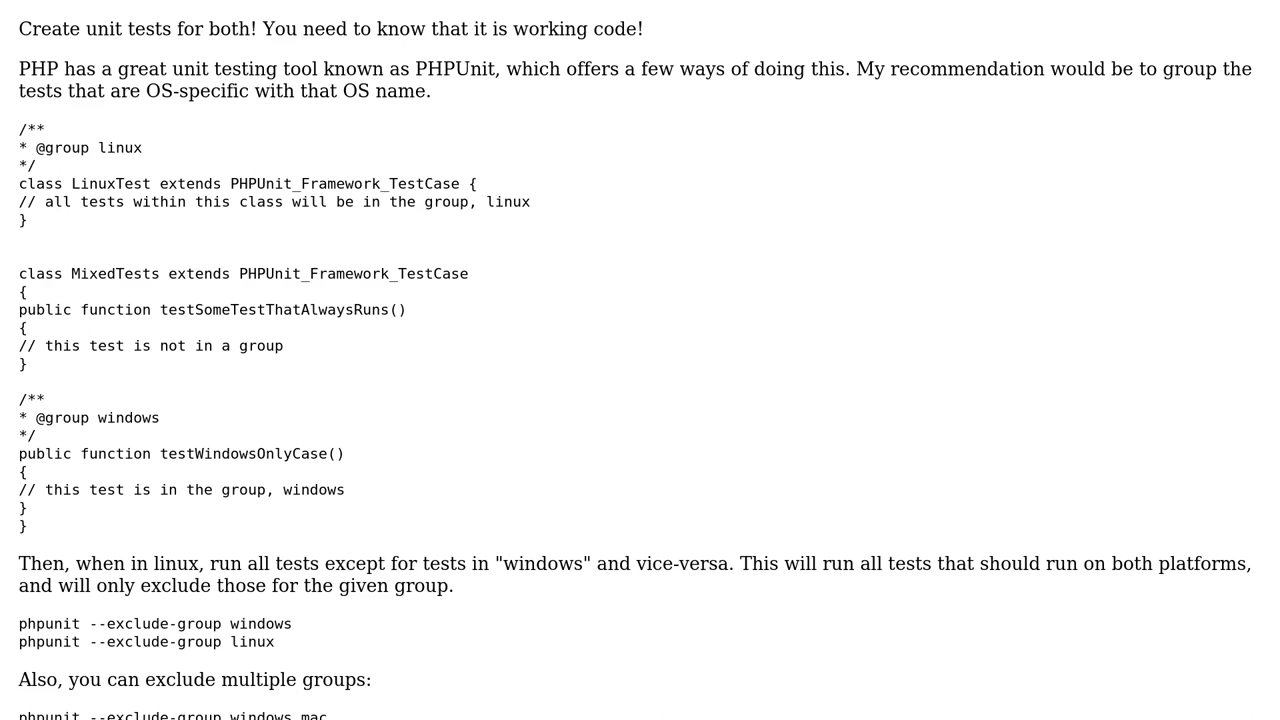 Create unit tests for both! You need to know that it is working code!
PHP has a great unit testing tool known as PHPUnit, which offers a few ways of doing this. My recommendation would be to group the
tests that are OS-specific with that OS name.
/**
* @group linux
*/
class LinuxTest extends PHPUnit_Framework_TestCase {
// all tests within this class will be in the group, linux
}
class MixedTests extends PHPUnit_Framework_TestCase
{
public function testSomeTestThatAlwaysRuns()
{
// this test is not in a group
}
/**
* @group windows
*/
public function testWindowsOnlyCase()
{
// this test is in the group, windows
}
}
Then, when in linux, run all tests except for tests in "windows" and vice-versa. This will run all tests that should run on both platforms,
and will only exclude those for the given group.
phpunit --exclude-group windows
phpunit --exclude-group linux
Also, you can exclude multiple groups:
phpunit --exclude-group windows,mac